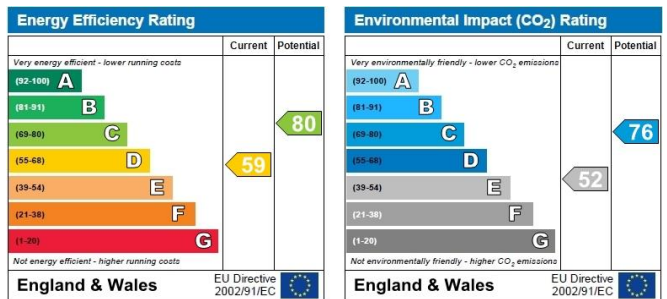 Energy Efficiency Rating
Current Potential
Very energy efficient - lower running costs
(92-100) A
(81-91) B
(69-80) C
(55-68) D
(39-54) E
(21-38) F
(1-20) G
59
80
Not energy efficient - higher running costs
England & Wales
EU Directive
2002/91/EC
Environmental Impact (CO₂) Rating
Current Potential
Very environmentally friendly - lower CO₂ emissions
(92-100) A
(81-91) B
(69-80) C
(55-68) D
(39-54) E
(21-38) F
(1-20) G
52
76
Not environmentally friendly - higher CO₂ emissions
England & Wales
EU Directive
2002/91/EC